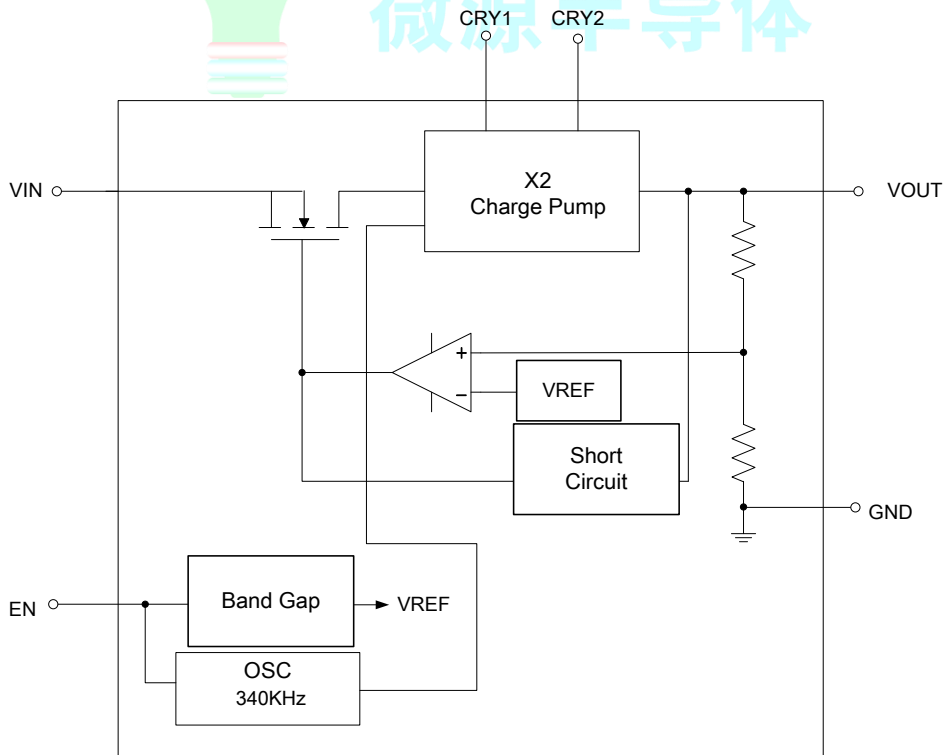 微源半导体
CRY1
CRY2
VIN
X2
Charge Pump
VOUT
+
VREF
−
Short
Circuit
GND
EN
Band Gap
VREF
OSC
340KHz